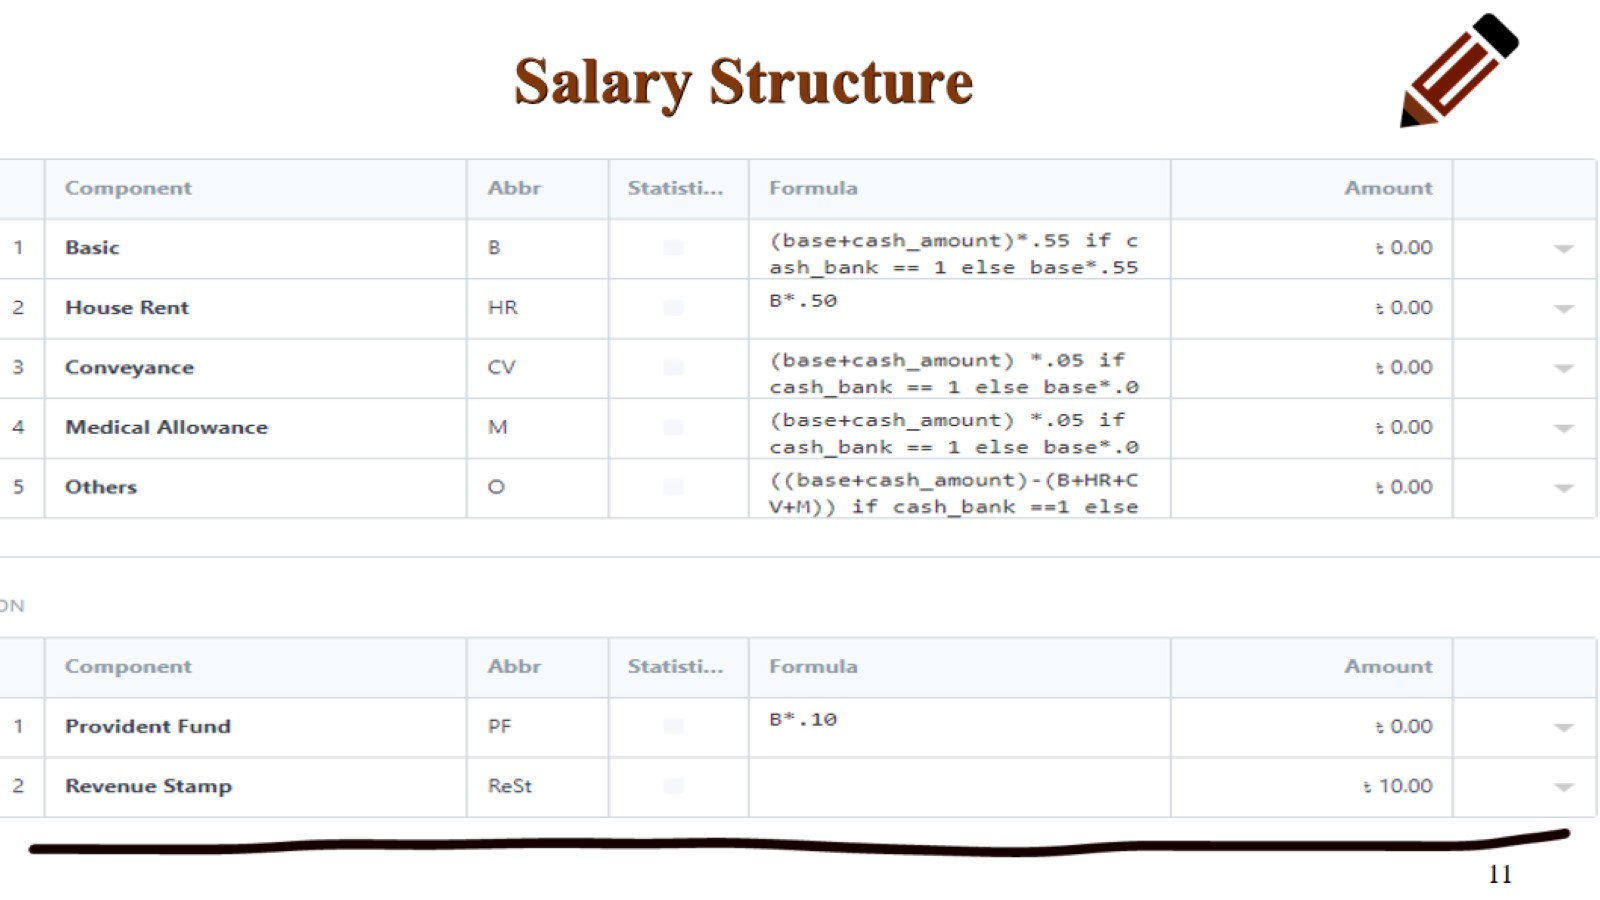 Salary Structure
Component Abbr Statisti... Formula Amount
1 Basic B (base+cash_amount)*.55 if c ৳ 0.00
ash_bank == 1 else base*.55
2 House Rent HR B*.50 ৳ 0.00
3 Conveyance CV (base+cash_amount) *.05 if ৳ 0.00
cash_bank == 1 else base*.0
4 Medical Allowance M (base+cash_amount) *.05 if ৳ 0.00
cash_bank == 1 else base*.0
5 Others O ((base+cash_amount)-(B+HR+C ৳ 0.00
V+M)) if cash_bank ==1 else
ON
Component Abbr Statisti... Formula Amount
1 Provident Fund PF B*.10 ৳ 0.00
2 Revenue Stamp ReSt ৳ 10.00
11